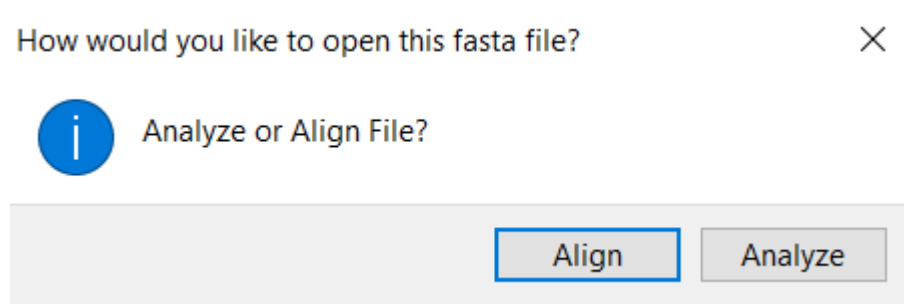 How would you like to open this fasta file?
Analyze or Align File?
Align Analyze